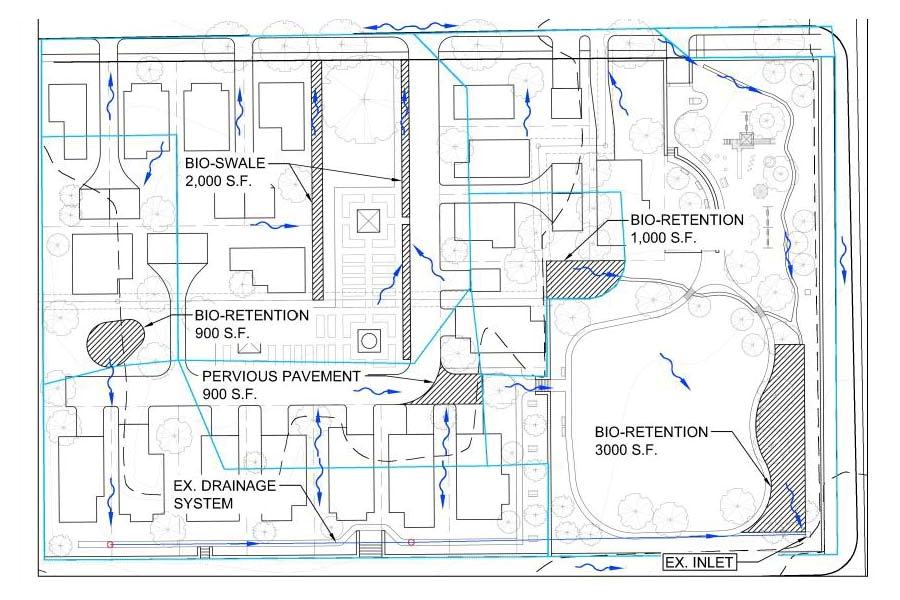 BIO-SWALE
2,000 S.F.
BIO-RETENTION
1,000 S.F.
BIO-RETENTION
900 S.F.
PERVIOUS PAVEMENT
900 S.F.
BIO-RETENTION
3000 S.F.
EX. DRAINAGE
SYSTEM
EX. INLET